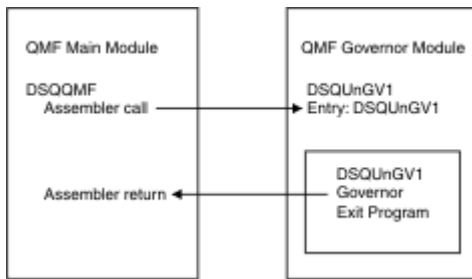 QMF Main Module
DSQQMF
Assembler call
Assembler return
QMF Governor Module
DSQUnGV1
Entry: DSQUnGV1
DSQUnGV1
Governor
Exit Program